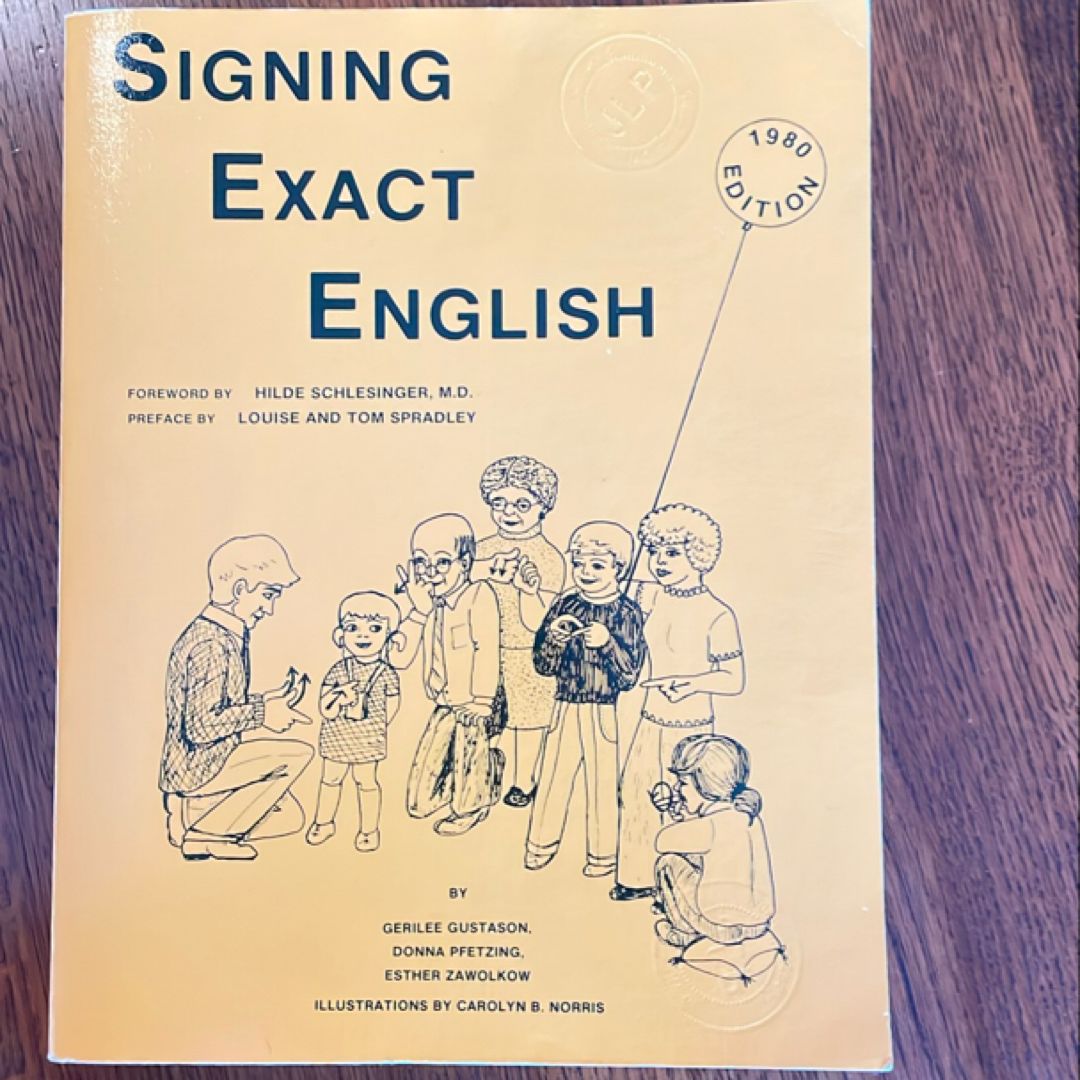 SIGNING
EXACT
ENGLISH
1980
EDITION
FOREWORD BY HILDE SCHLESINGER, M.D.
PREFACE BY LOUISE AND TOM SPRADLEY
BY
GERILEE GUSTASON,
DONNA PFETZING,
ESTHER ZAWOLKOW
ILLUSTRATIONS BY CAROLYN B. NORRIS